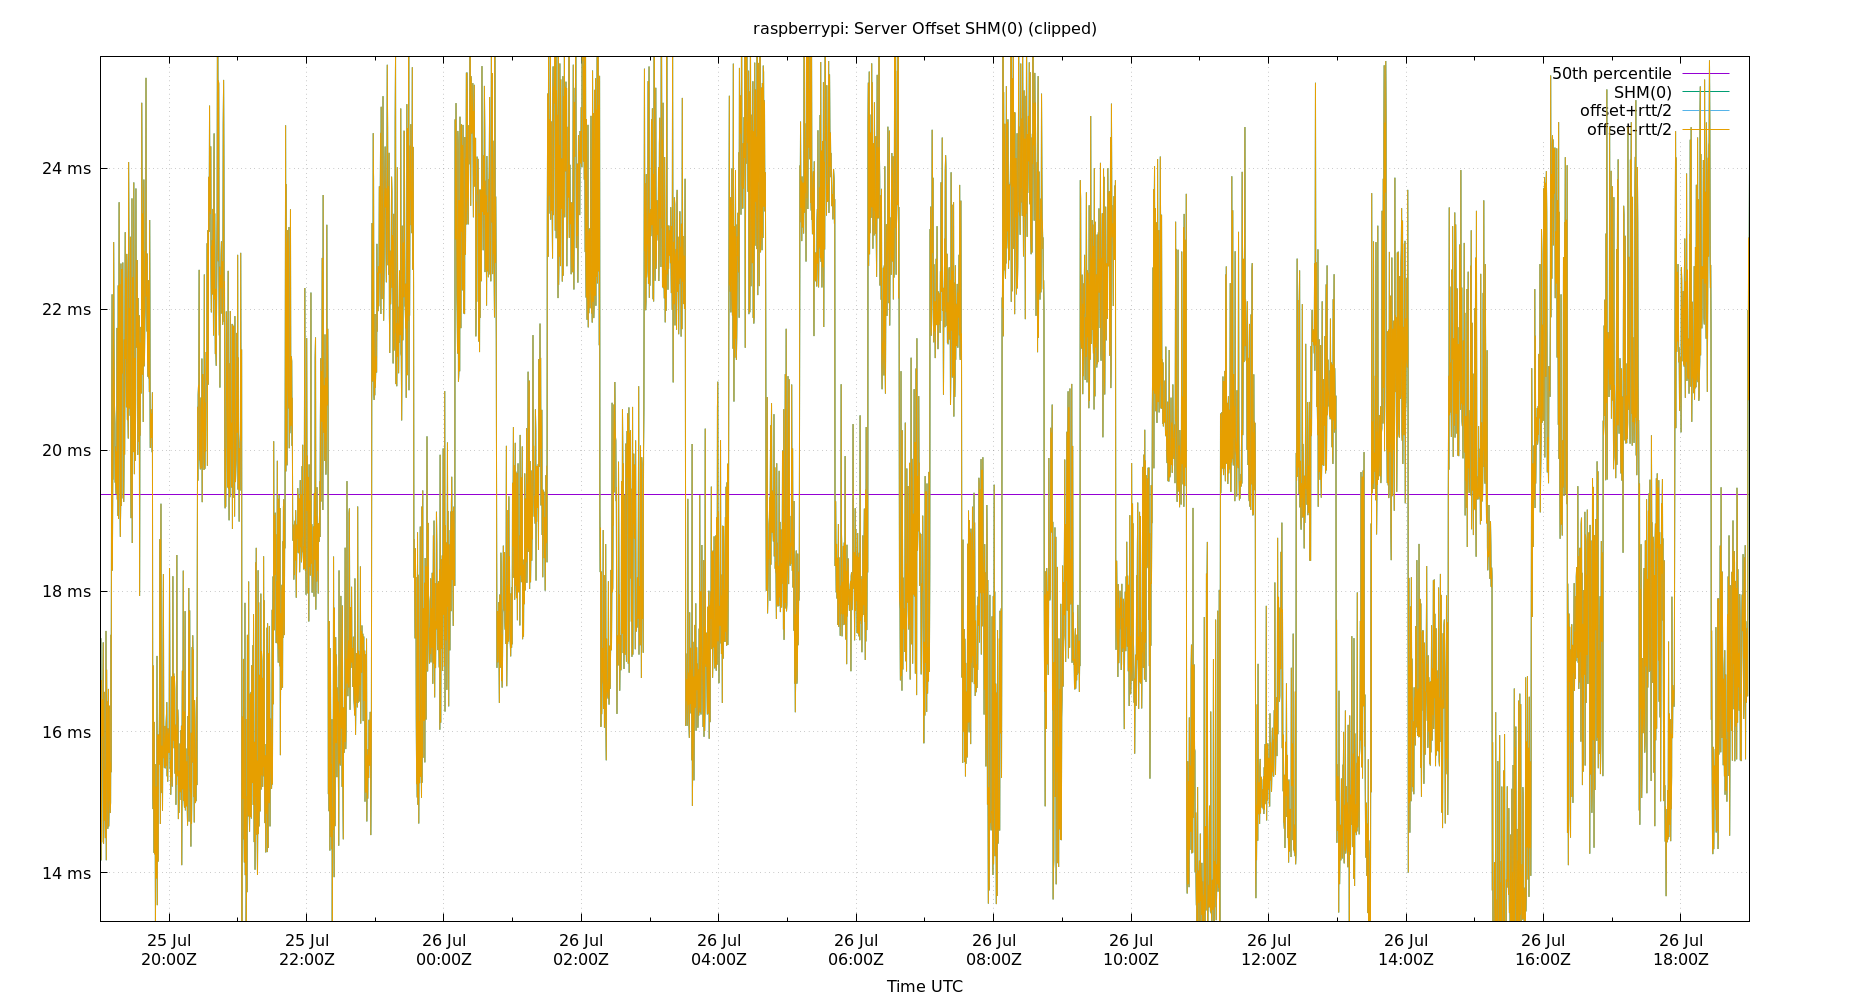 raspberrypi: Server Offset SHM(0) (clipped)
50th percentile
SHM(0)
offset+rtt/2
offset-rtt/2
24 ms
22 ms
20 ms
18 ms
16 ms
14 ms
25 Jul 25 Jul 26 Jul 26 Jul 26 Jul 26 Jul 26 Jul 26 Jul 26 Jul 26 Jul 26 Jul 26 Jul
20:00Z 22:00Z 00:00Z 02:00Z 04:00Z 06:00Z 08:00Z 10:00Z 12:00Z 14:00Z 16:00Z 18:00Z
Time UTC